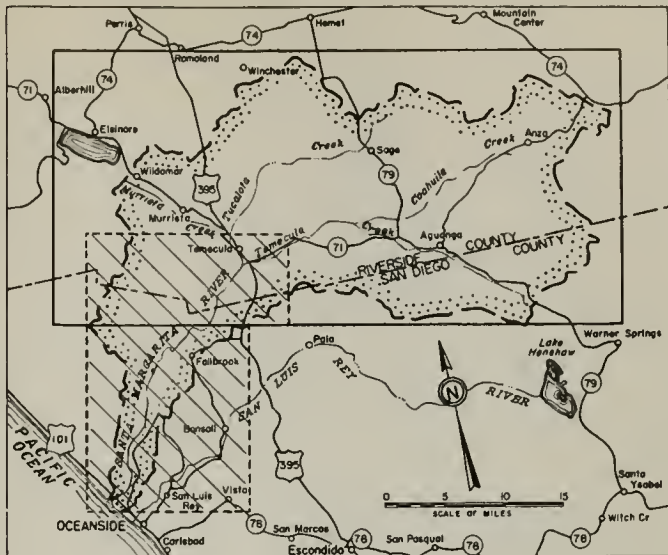 Mountain
Center
Hemet
Perris
74
Romoland
74
Winchester
74
74
71
Alberhill
Elsinore
Sage
Creek
Creek
Anza
79
Coahuila
Wildomar
395
Tucalota
Murrieta
Murrieta
Creek
Temecula
Temecula
Creek
71
Aguanga
RIVERSIDE COUNTY
SAN DIEGO COUNTY
SANTA MARGARITA RIVER
Fallbrook
Pala
SAN LUIS REY RIVER
Lake
Henshaw
Warner Springs
79
N
Bonsall
395
PACIFIC
OCEAN
101
0 5 10 15
SCALE OF MILES
Santa
Ysabel
San Luis
Rey
Vista
OCEANSIDE
78
San Marcos
78
San Pasqual
78
78
Witch Cr
Carlsbad
Escondido